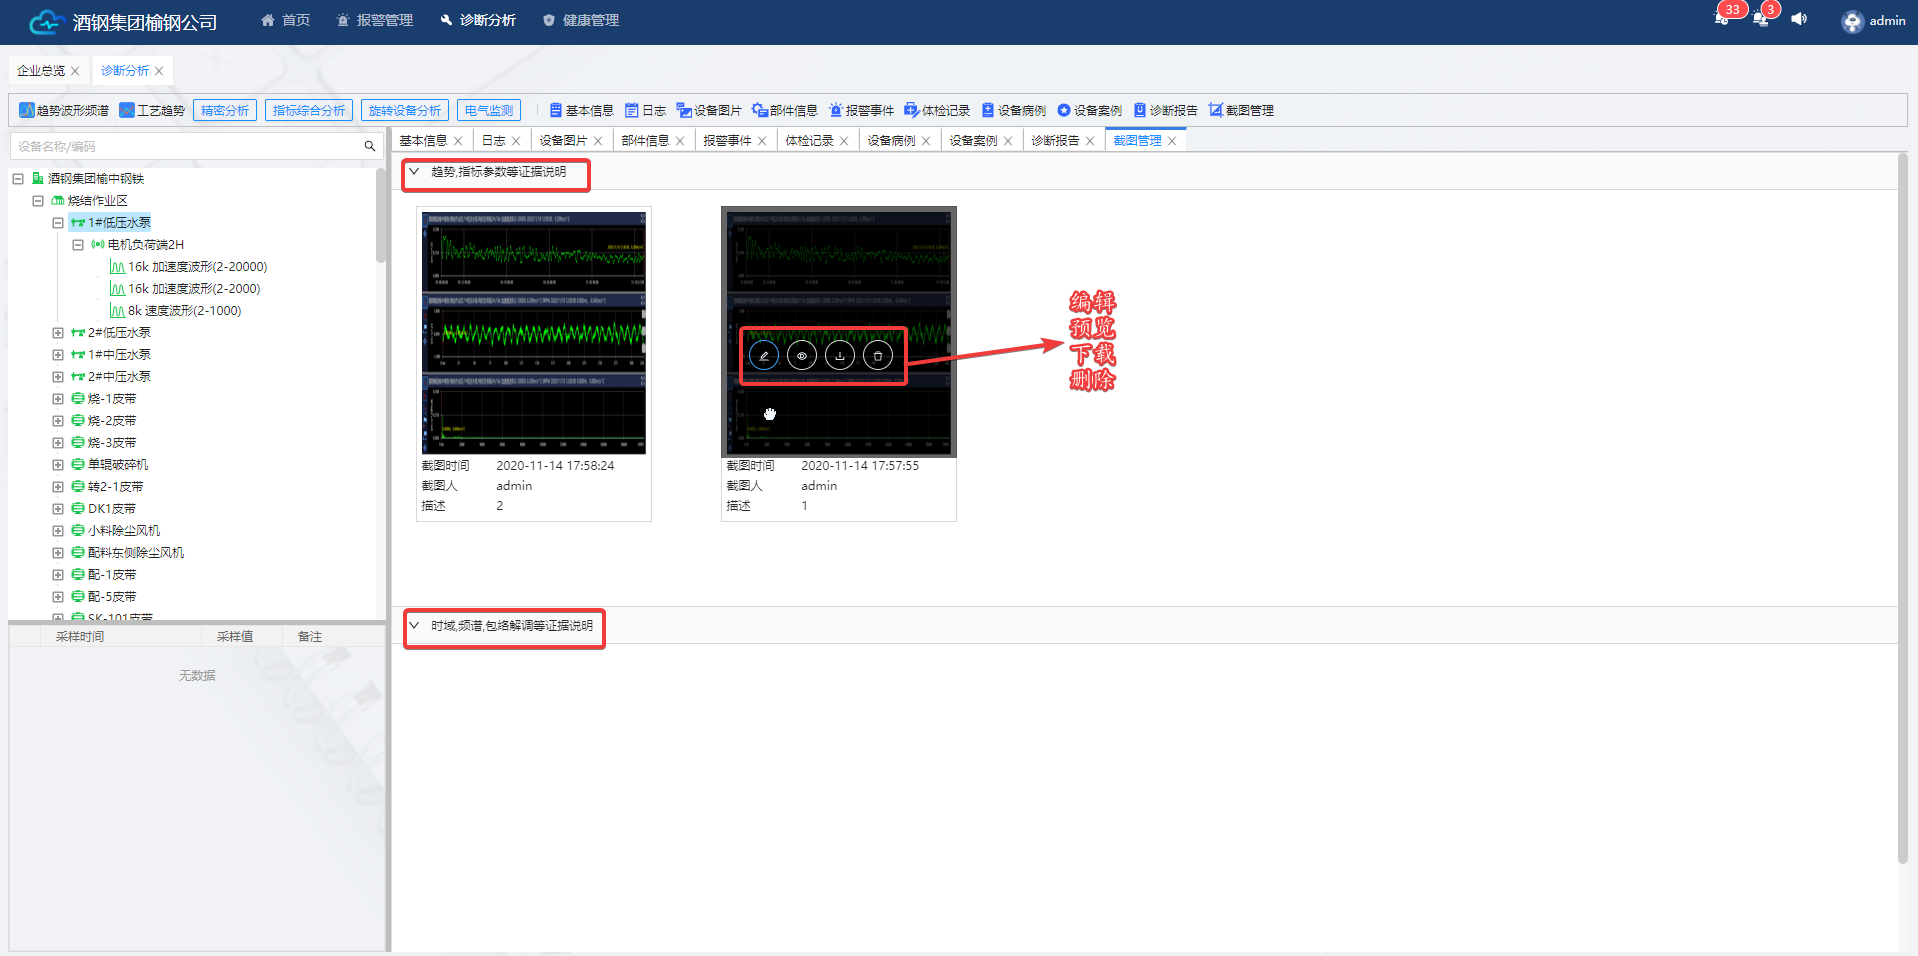 酒钢集团榆钢公司 首页 报警管理 诊断分析 健康管理 33 3 admin
企业总览 诊断分析
趋势波形频谱 工艺趋势 精密分析 指标综合分析 旋转设备分析 电气监测 基本信息 日志 设备图片 部件信息 报警事件 体检记录 设备病例 设备案例 诊断报告 截图管理
设备名称/编码
基本信息 日志 设备图片 部件信息 报警事件 体检记录 设备病例 设备案例 诊断报告 截图管理
酒钢集团榆中钢铁
烧结作业区
1#低压水泵
电机负荷端2H
16k 加速度波形(2-20000)
16k 加速度波形(2-2000)
8k 速度波形(2-1000)
2#低压水泵
1#中压水泵
2#中压水泵
烧-1皮带
烧-2皮带
烧-3皮带
单辊破碎机
转2-1皮带
DK1皮带
小料除尘风机
配料东侧除尘风机
配-1皮带
配-5皮带
SK-101皮带
采样时间 采样值 备注
无数据
趋势,指标参数等证据说明
截图时间 2020-11-14 17:58:24
截图人 admin
描述 2
截图时间 2020-11-14 17:57:55
截图人 admin
描述 1
编辑
预览
下载
删除
时域,频谱,包络解调等证据说明